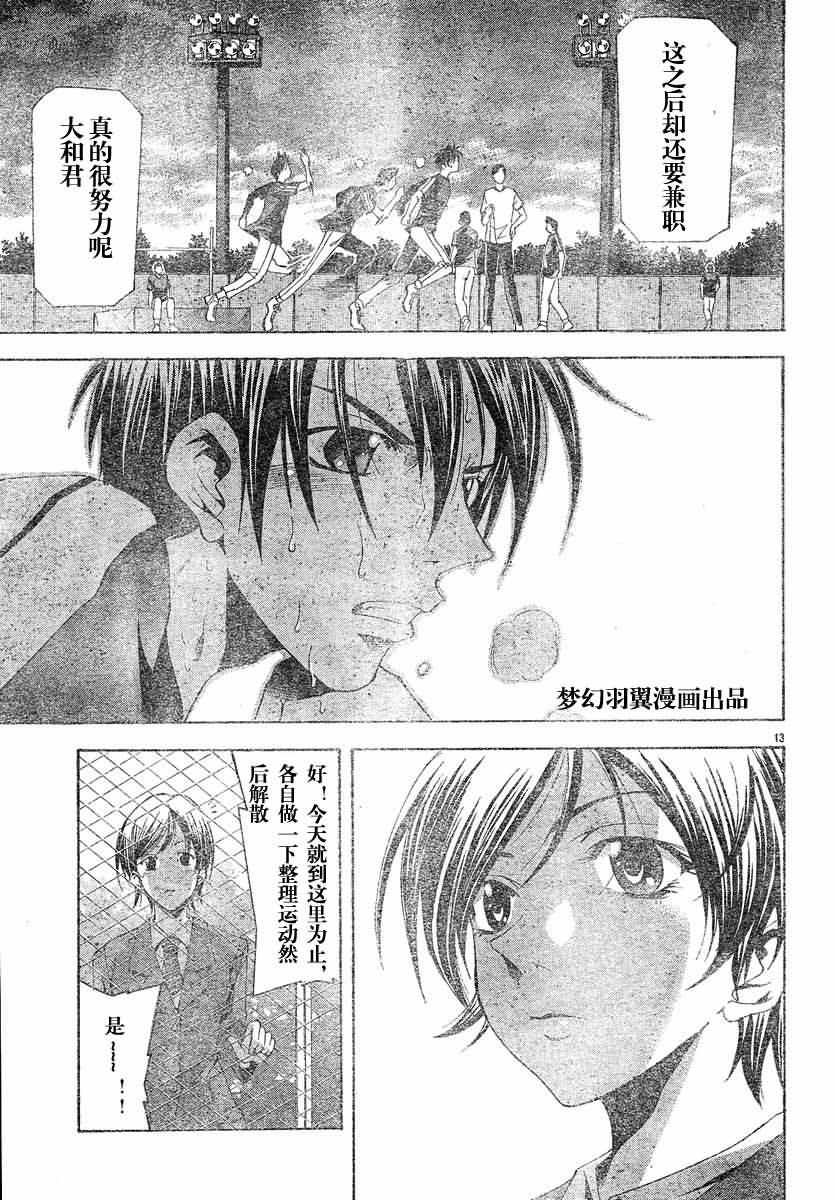 这之后却还要兼职
真的很努力呢
大和君
梦幻羽翼漫画出品
13
好！今天就到这里为止，
各自做一下整理运动然
后解散
是~~~！！